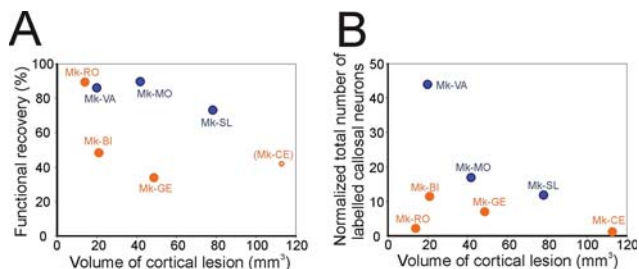 A
Functional recovery (%)
100
80
60
40
20
0
Mk-RO
Mk-VA
Mk-MO
Mk-SL
Mk-BI
Mk-GE
(Mk-CE)
0 20 40 60 80 100 120
Volume of cortical lesion (mm³)
B
Normalized total number of
labelled callosal neurons
50
40
30
20
10
0
Mk-VA
Mk-MO
Mk-BI
Mk-SL
Mk-GE
Mk-RO
Mk-CE
0 20 40 60 80 100 120
Volume of cortical lesion (mm³)